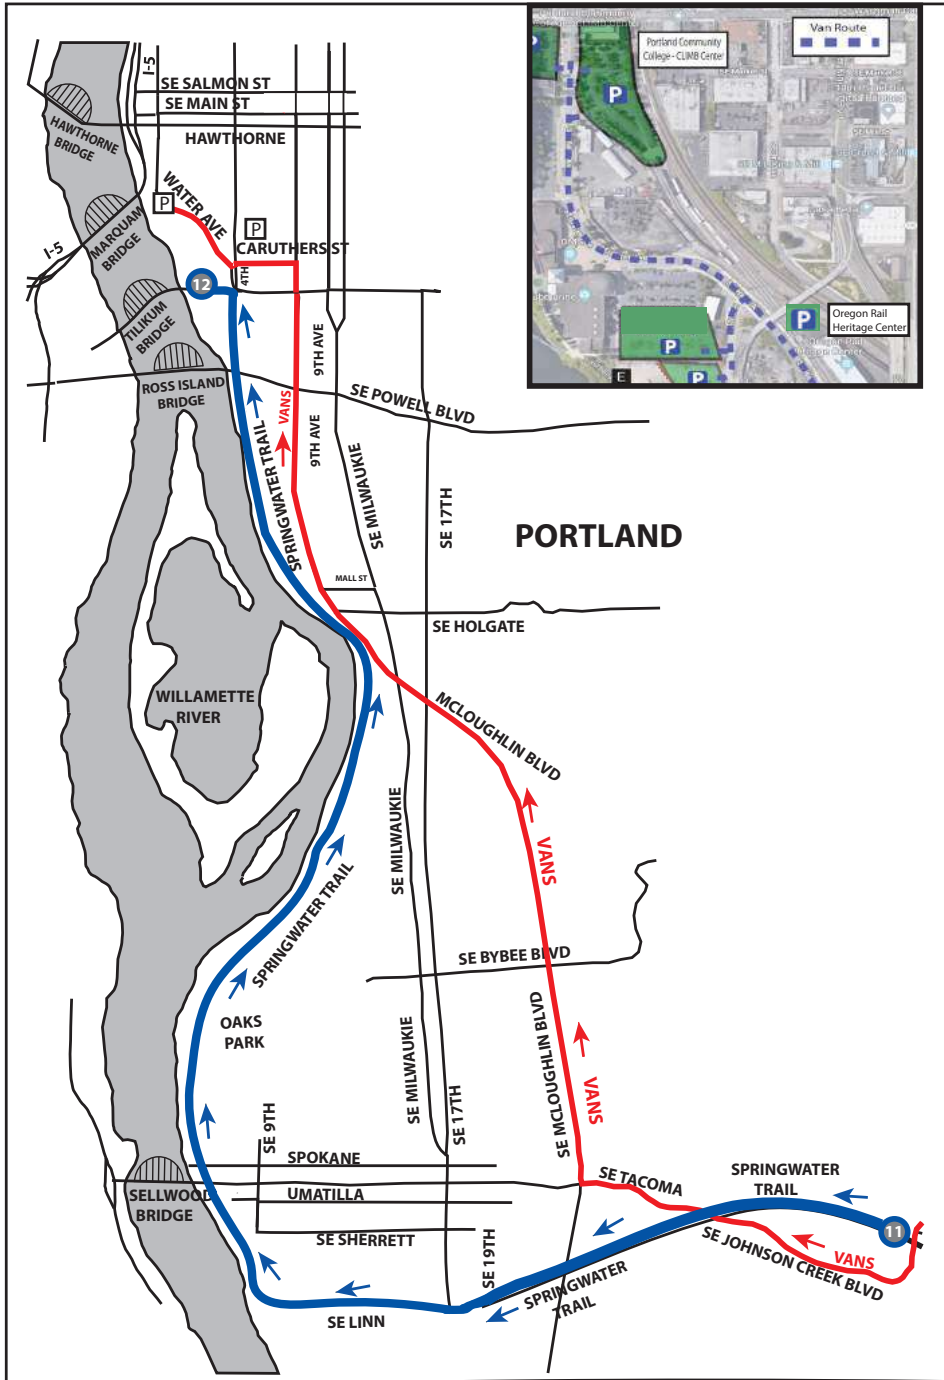 I-5
SE SALMON ST
SE MAIN ST
HAWTHORNE
HAWTHORNE
BRIDGE
P
WATER AVE
P
CARUTHERS ST
MARQUAM
BRIDGE
I-5
4TH
12
TILIKUM
BRIDGE
9TH AVE
ROSS ISLAND
BRIDGE
SE POWELL BLVD
VANS
9TH AVE
SPRINGWATER TRAIL
SE MILWAUKIE
SE 17TH
PORTLAND
MALL ST
SE HOLGATE
WILLAMETTE
RIVER
MCLOUGHLIN BLVD
SE MILWAUKIE
VANS
SPRINGWATER TRAIL
SE BYBEE BLVD
OAKS
PARK
SE MILWAUKIE
SE 17TH
SE MCLOUGHLIN BLVD
VANS
SE 9TH
SPOKANE
SE TACOMA
SPRINGWATER
TRAIL
SELLWOOD
BRIDGE
UMATILLA
SE SHERRETT
SE 19TH
SE JOHNSON CREEK BLVD
VANS
11
SPRINGWATER
TRAIL
SE LINN
Portland Community
College - CLIMB Center
Van Route
P
P
Oregon Rail
Heritage Center
P
P
P
E